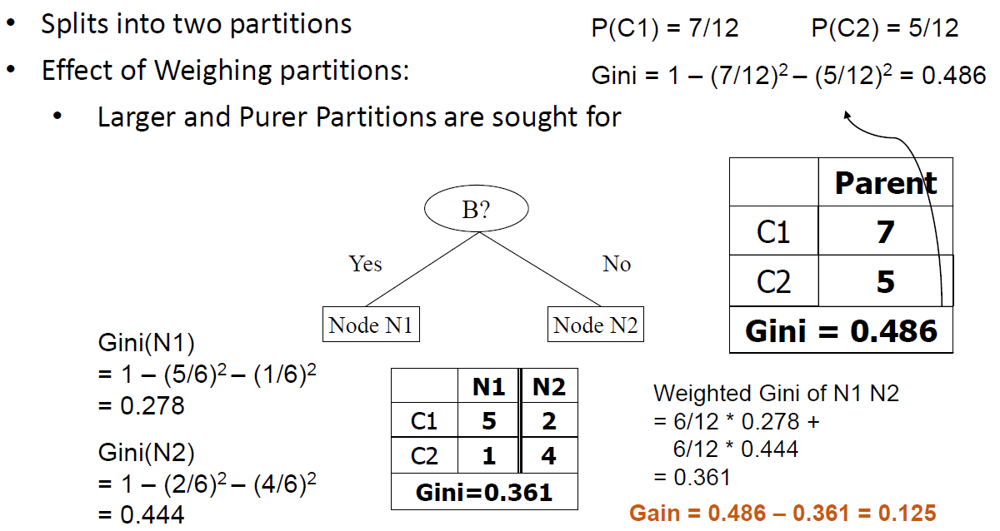 • Splits into two partitions
• Effect of Weighing partitions:
• Larger and Purer Partitions are sought for
P(C1) = 7/12 P(C2) = 5/12
Gini = 1 – (7/12)² – (5/12)² = 0.486
Parent
C1 7
C2 5
Gini = 0.486
B?
Yes No
Node N1 Node N2
Gini(N1)
= 1 – (5/6)² – (1/6)²
= 0.278
Gini(N2)
= 1 – (2/6)² – (4/6)²
= 0.444
N1 N2
C1 5 2
C2 1 4
Gini=0.361
Weighted Gini of N1 N2
= 6/12 * 0.278 +
6/12 * 0.444
= 0.361
Gain = 0.486 – 0.361 = 0.125